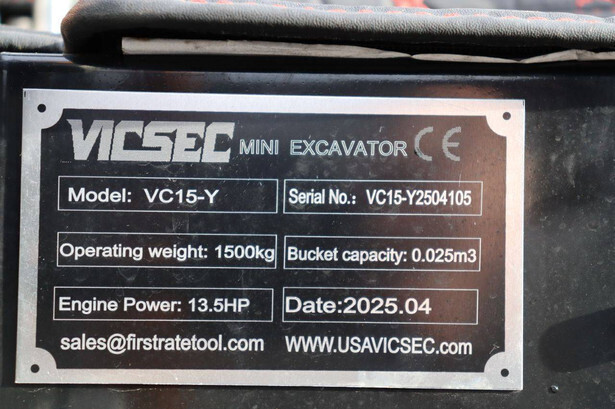 VICSEC MINI EXCAVATOR CE
Model: VC15-Y Serial No.: VC15-Y2504105
Operating weight: 1500kg Bucket capacity: 0.025m3
Engine Power: 13.5HP Date:2025.04
sales@firstratetool.com WWW.USAVICSEC.com